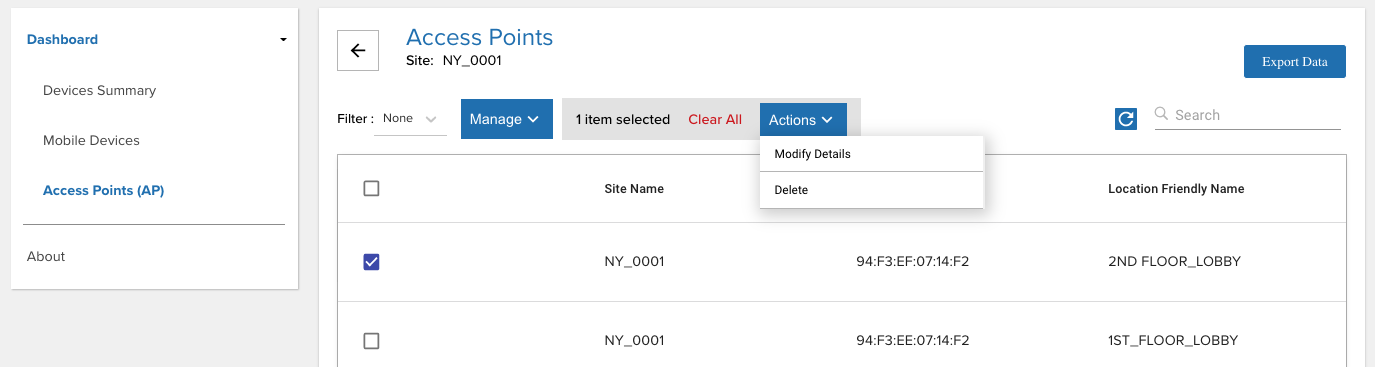 Dashboard
Devices Summary
Mobile Devices
Access Points (AP)
About
Access Points
Site: NY_0001
Export Data
Filter : None
Manage
1 item selected Clear All
Actions
Modify Details
Delete
Search
Site Name Location Friendly Name
NY_0001 94:F3:EF:07:14:F2 2ND FLOOR_LOBBY
NY_0001 94:F3:EE:07:14:F2 1ST_FLOOR_LOBBY